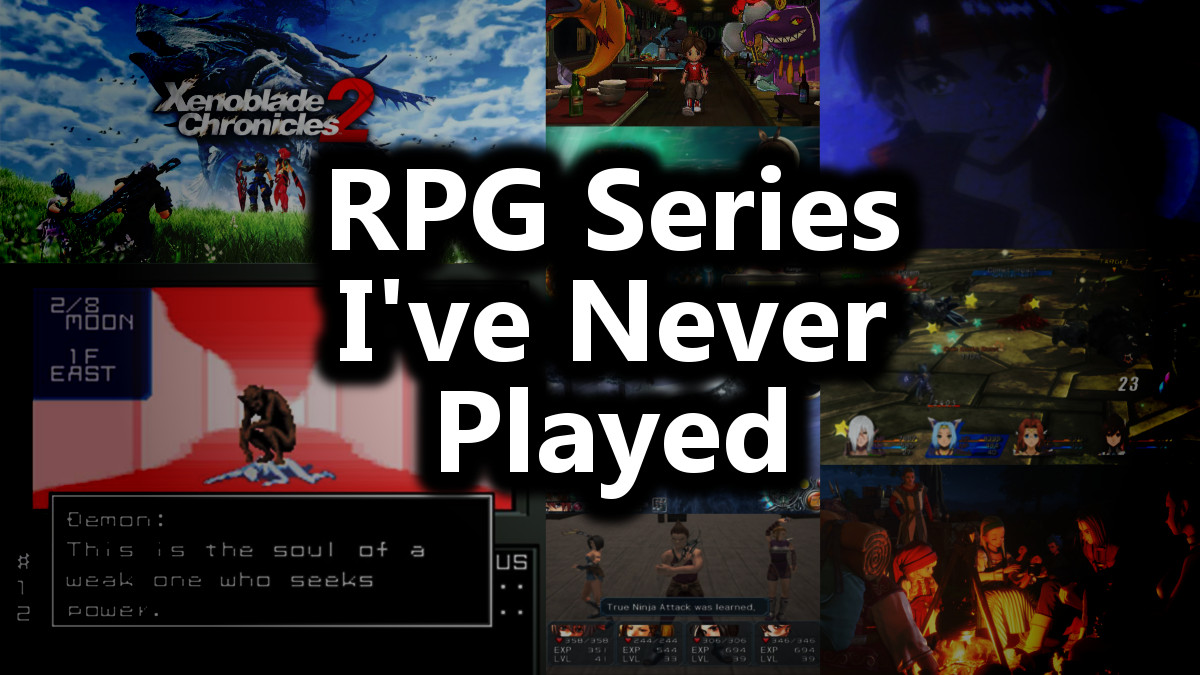 Xenoblade
Chronicles 2
RPG Series
I've Never
Played
2/8
MOON
1F
EAST
23
Demon:
This is the soul of a
weak one who seeks
power.
#
1
2
US
True Ninja Attack was learned.
358/358
244/244
306/306
346/346
EXP 351
EXP 544
EXP 694
EXP 694
LVL 41
LVL 33
LVL 39
LVL 39